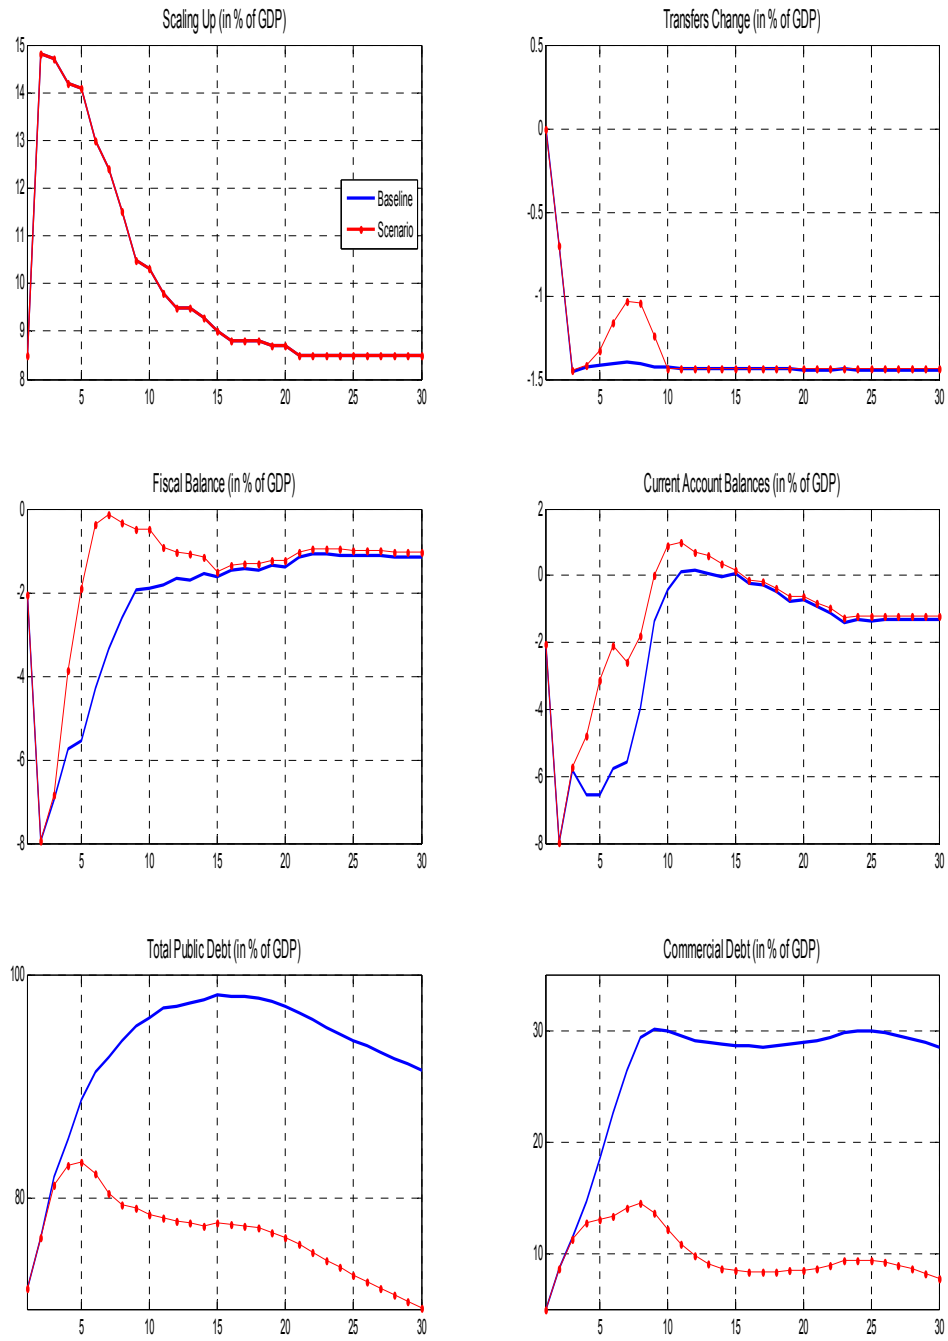 Scaling Up (in % of GDP)
15
14
13
12
11
10
9
8
5 10 15 20 25 30
Baseline
Scenario
Transfers Change (in % of GDP)
0.5
0
-0.5
-1
-1.5
5 10 15 20 25 30
Fiscal Balance (in % of GDP)
0
-2
-4
-6
-8
5 10 15 20 25 30
Current Account Balances (in % of GDP)
2
0
-2
-4
-6
-8
5 10 15 20 25 30
Total Public Debt (in % of GDP)
100
80
5 10 15 20 25 30
Commercial Debt (in % of GDP)
30
20
10
5 10 15 20 25 30